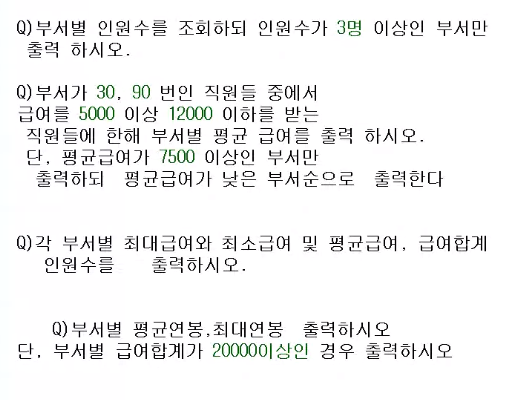 Q)부서별 인원수를 조회하되 인원수가 3명 이상인 부서만
출력 하시오.
Q)부서가 30, 90 번인 직원들 중에서
급여를 5000 이상 12000 이하를 받는
직원들에 한해 부서별 평균 급여를 출력 하시오.
단, 평균급여가 7500 이상인 부서만
출력하되 평균급여가 낮은 부서순으로 출력한다
Q)각 부서별 최대급여와 최소급여 및 평균급여, 급여합계
인원수를 출력하시오.
Q)부서별 평균연봉,최대연봉 출력하시오
단, 부서별 급여합계가 20000이상인 경우 출력하시오